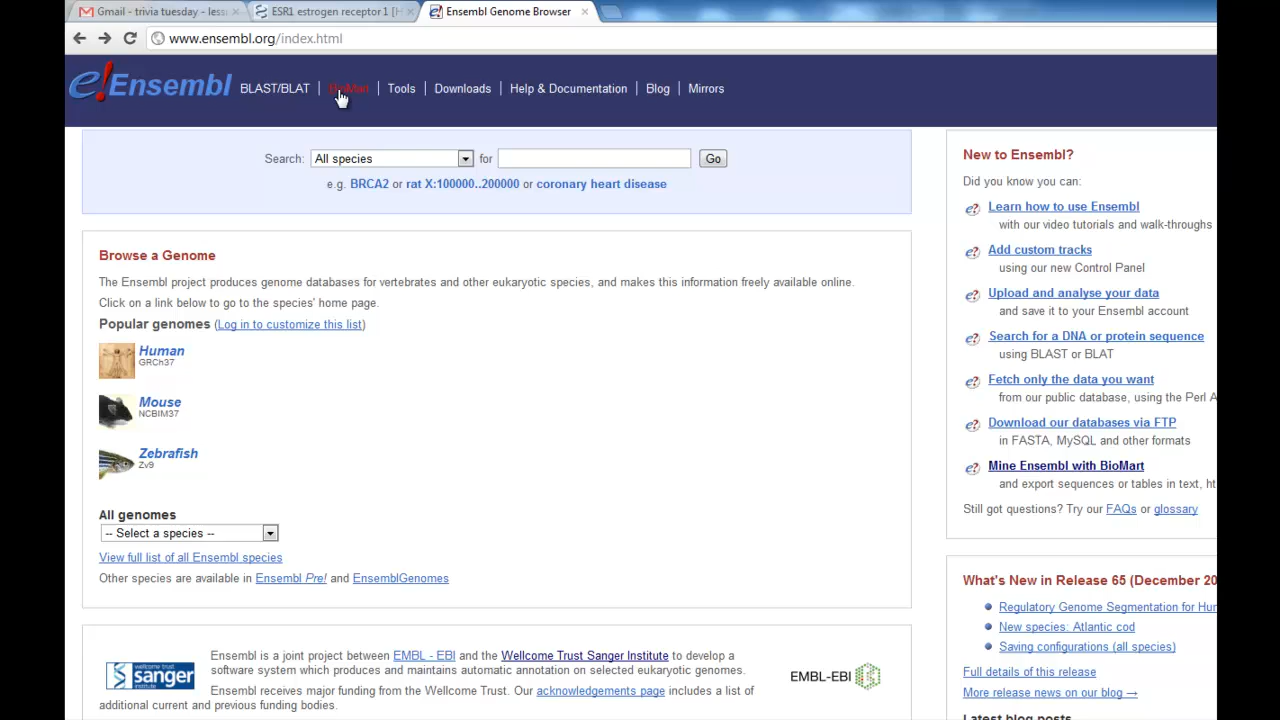 Gmail - trivia tuesday - less
ESR1 estrogen receptor 1 [H
Ensembl Genome Browser
www.ensembl.org/index.html
e!Ensembl BLAST/BLAT | BioMart | Tools | Downloads | Help & Documentation | Blog | Mirrors
Search: All species for Go
e.g. BRCA2 or rat X:100000..200000 or coronary heart disease
Browse a Genome
The Ensembl project produces genome databases for vertebrates and other eukaryotic species, and makes this information freely available online.
Click on a link below to go to the species' home page.
Popular genomes (Log in to customize this list)
Human
GRCh37
Mouse
NCBIM37
Zebrafish
Zv9
All genomes
-- Select a species --
View full list of all Ensembl species
Other species are available in Ensembl Pre! and EnsemblGenomes
wellcome trust
sanger
institute
Ensembl is a joint project between EMBL - EBI and the Wellcome Trust Sanger Institute to develop a
software system which produces and maintains automatic annotation on selected eukaryotic genomes.
Ensembl receives major funding from the Wellcome Trust. Our acknowledgements page includes a list of
additional current and previous funding bodies.
EMBL-EBI
New to Ensembl?
Did you know you can:
e? Learn how to use Ensembl
with our video tutorials and walk-throughs
e? Add custom tracks
using our new Control Panel
e? Upload and analyse your data
and save it to your Ensembl account
e? Search for a DNA or protein sequence
using BLAST or BLAT
e? Fetch only the data you want
from our public database, using the Perl A
e? Download our databases via FTP
in FASTA, MySQL and other formats
e? Mine Ensembl with BioMart
and export sequences or tables in text, ht
Still got questions? Try our FAQs or glossary
What's New in Release 65 (December 20
Regulatory Genome Segmentation for Hum
New species: Atlantic cod
Saving configurations (all species)
Full details of this release
More release news on our blog →
Latest blog posts